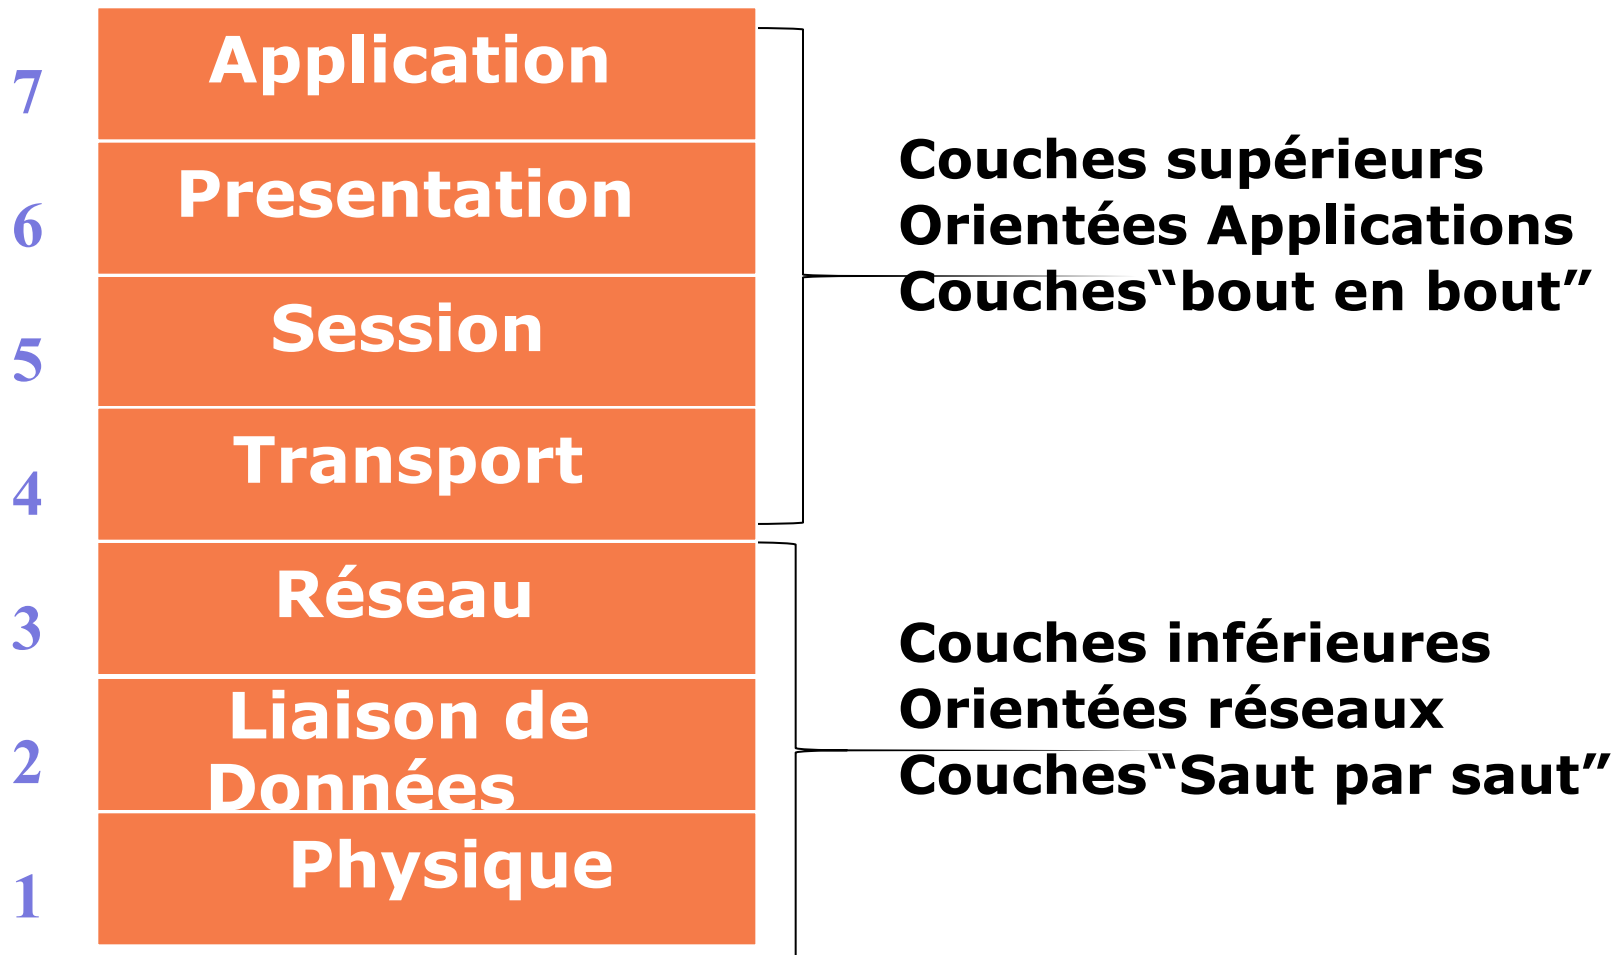 7
Application
6
Presentation
5
Session
4
Transport
3
Réseau
2
Liaison de
Données
1
Physique
Couches supérieurs
Orientées Applications
Couches“bout en bout”
Couches inférieures
Orientées réseaux
Couches“Saut par saut”